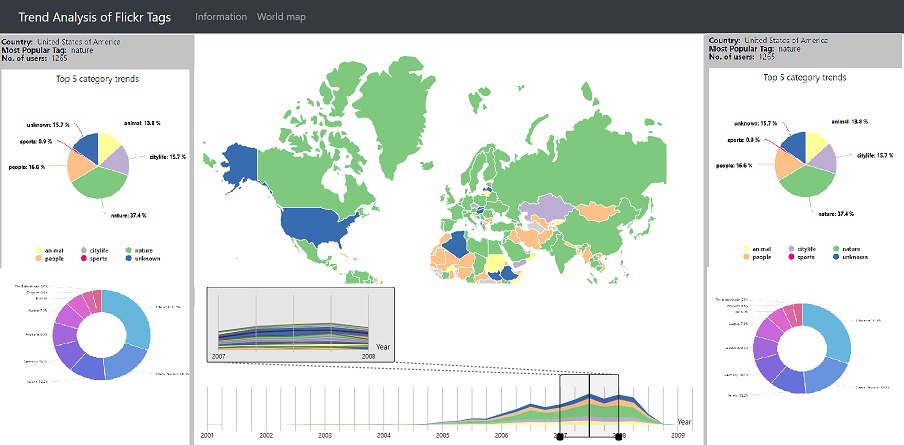 Trend Analysis of Flickr Tags Information World map
Country: United States of America
Most Popular Tag: nature
No. of users: 1265
Top 5 category trends
unknown: 15.7 %
animal: 13.8 %
sports: 0.9 %
citylife: 15.7 %
people: 16.6 %
nature: 37.4 %
animal citylife nature
people sports unknown
Country: United States of America
Most Popular Tag: nature
No. of users: 1265
Top 5 category trends
unknown: 15.7 %
animal: 13.8 %
sports: 0.9 %
citylife: 15.7 %
people: 16.6 %
nature: 37.4 %
animal citylife nature
people sports unknown
Year
2007 2008
Year
2001 2002 2003 2004 2005 2006 2007 2008 2009